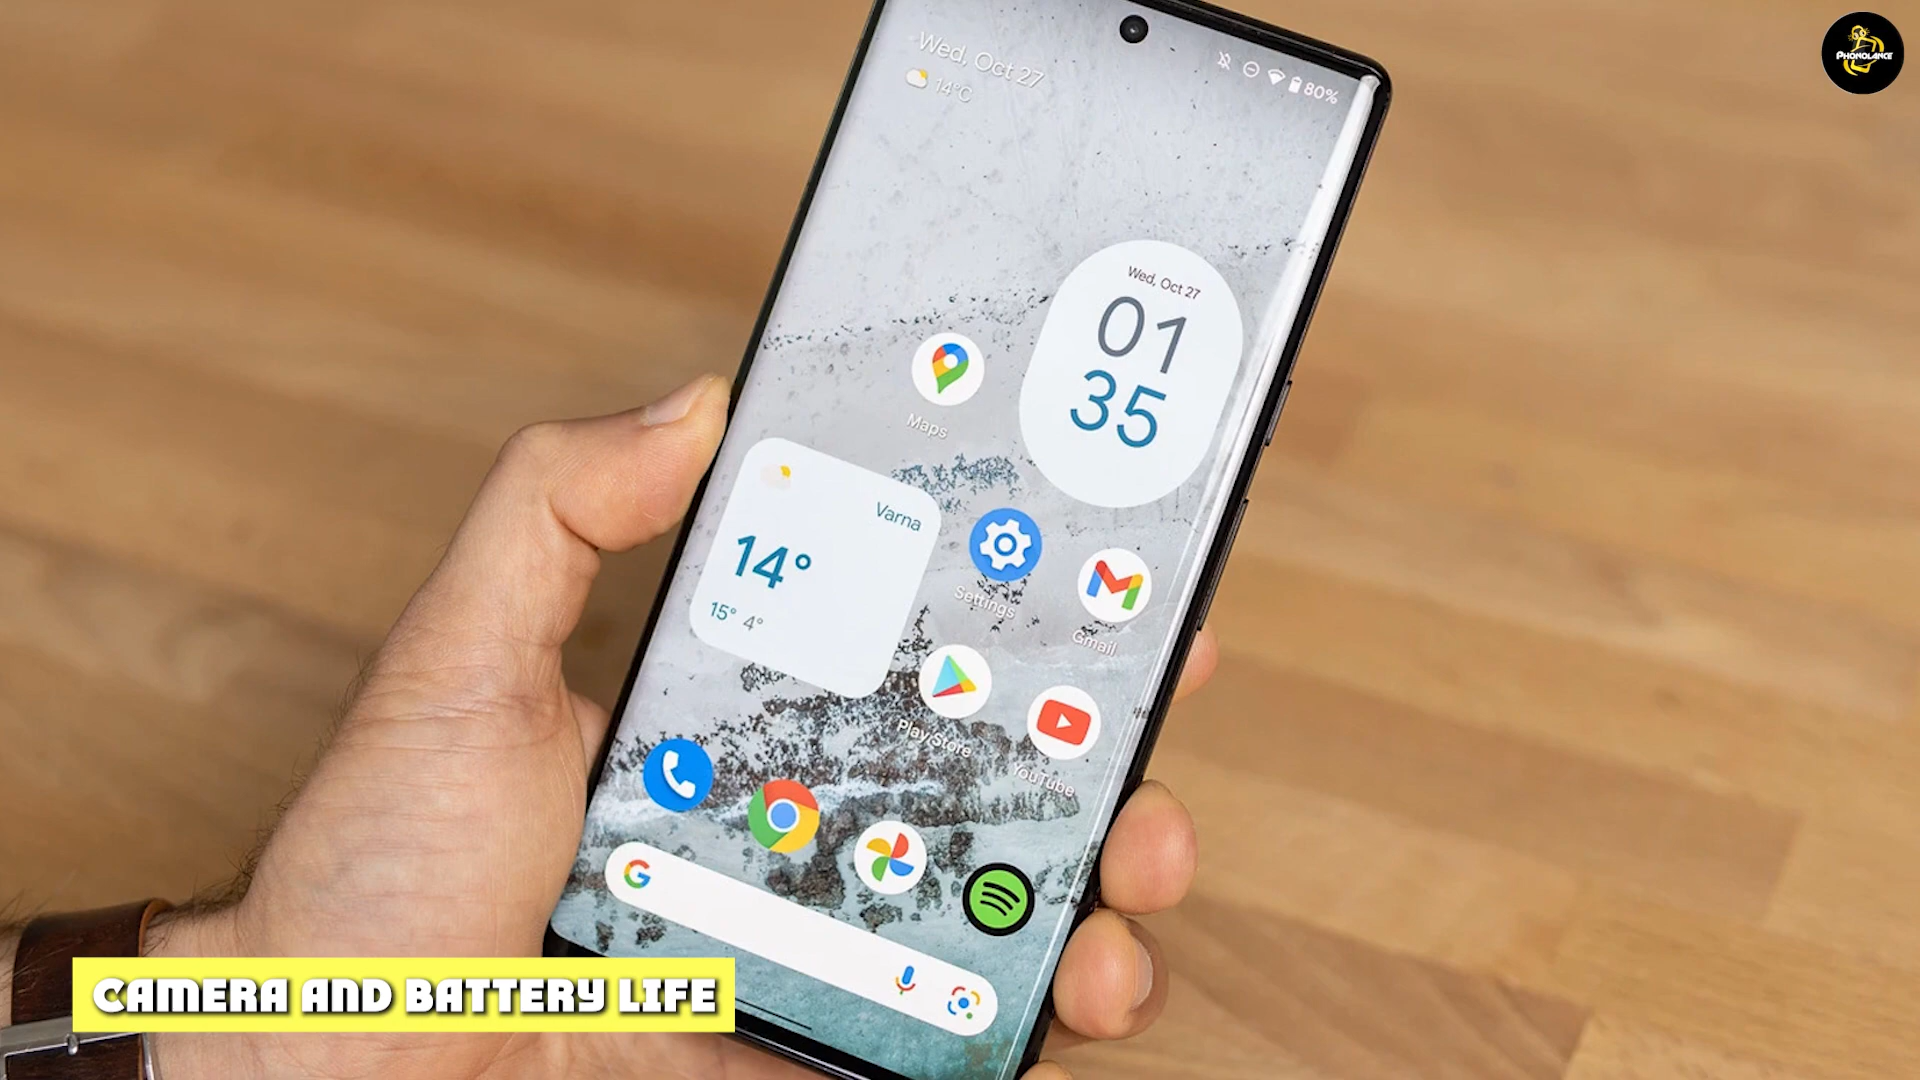 Wed, Oct 27
14°C
80%
PHONOLANCE
Wed, Oct 27
01
35
Maps
Varna
14°
15° 4°
Settings
Gmail
Play Store
YouTube
G
CAMERA AND BATTERY LIFE